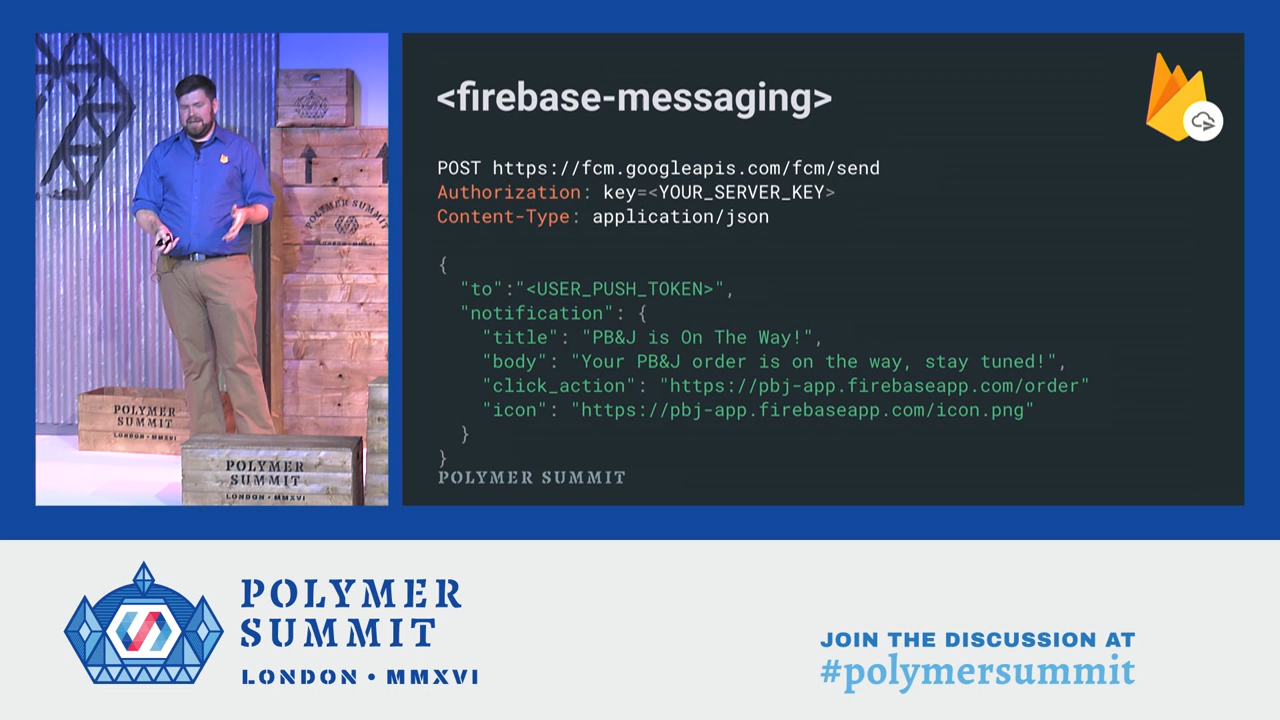 <firebase-messaging>
POST https://fcm.googleapis.com/fcm/send
Authorization: key=<YOUR_SERVER_KEY>
Content-Type: application/json
{
"to":"<USER_PUSH_TOKEN>",
"notification": {
"title": "PB&J is On The Way!",
"body": "Your PB&J order is on the way, stay tuned!",
"click_action": "https://pbj-app.firebaseapp.com/order"
"icon": "https://pbj-app.firebaseapp.com/icon.png"
}
}
POLYMER SUMMIT
POLYMER SUMMIT
POLYMER
SUMMIT
LONDON • MMXVI
POLYMER
SUMMIT
LONDON • MMXVI
POLYMER
SUMMIT
LONDON • MMXVI
JOIN THE DISCUSSION AT
#polymersummit